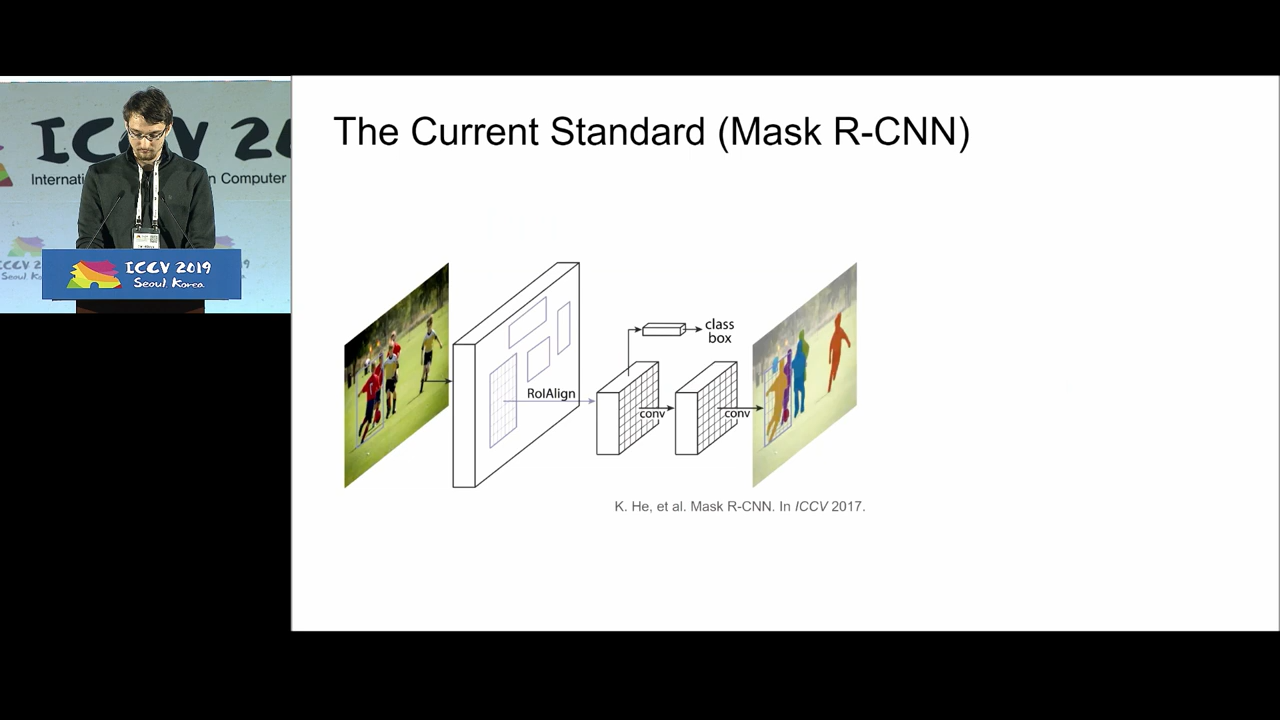 ICCV 20
Internati n Computer
ICCV 2019
Seoul, Korea
The Current Standard (Mask R-CNN)
RoIAlign
class
box
conv
conv
K. He, et al. Mask R-CNN. In ICCV 2017.